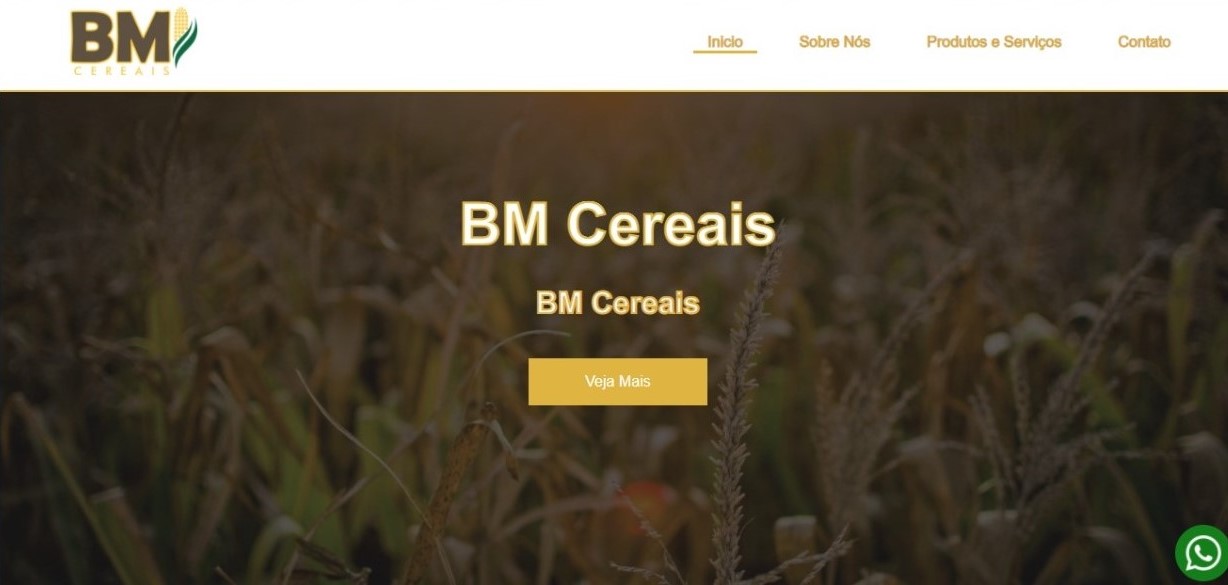 BM
CEREAIS
Inicio
Sobre Nós
Produtos e Serviços
Contato
BM Cereais
BM Cereais
Veja Mais